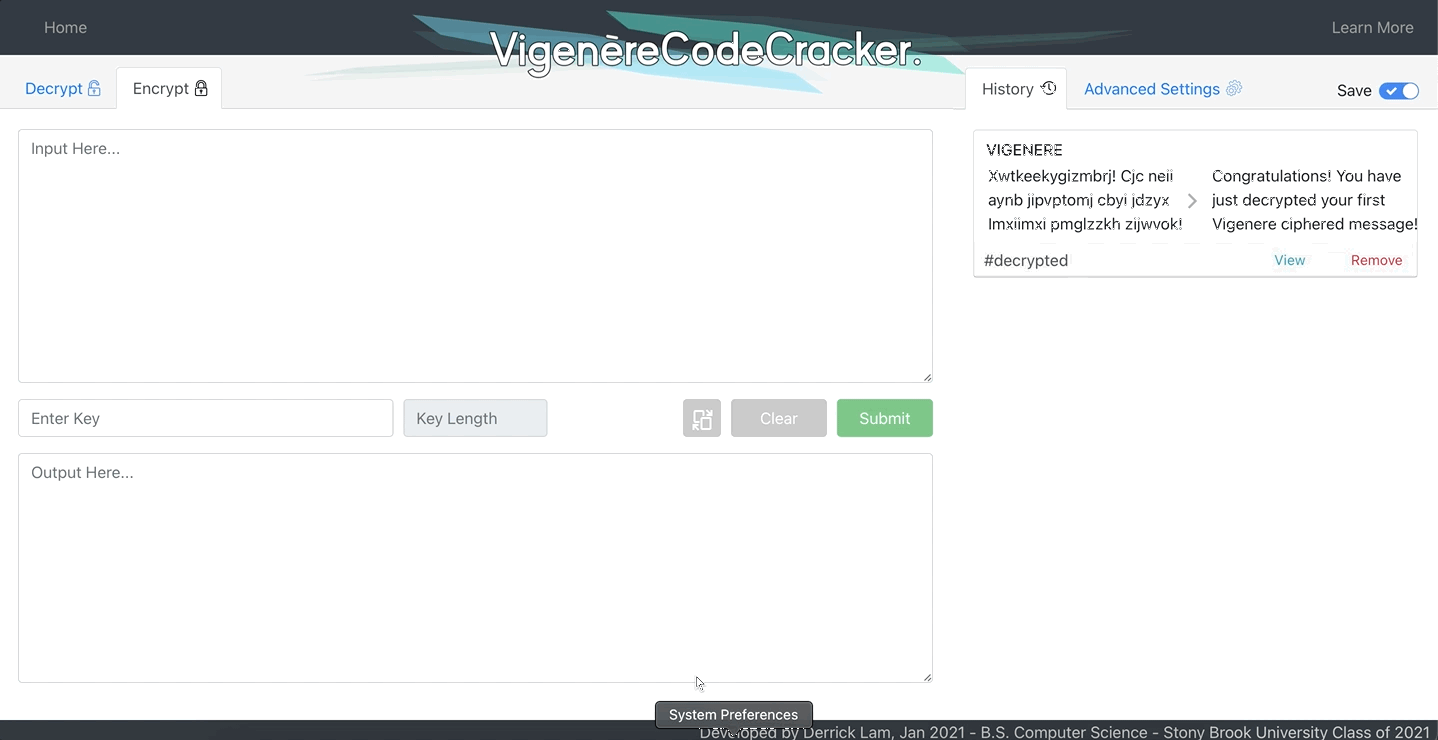 Home
VigenèreCodeCracker.
Learn More
Decrypt
Encrypt
History
Advanced Settings
Save
Input Here...
VIGENERE
Xwtkeekygizmbrj! Cjc neii
aynb jipvptomj cbyi jdzyx
Imxiimxi pmglzzkh zijwvok!
Congratulations! You have
just decrypted your first
Vigenere ciphered message!
#decrypted
View
Remove
Enter Key
Key Length
Clear
Submit
Output Here...
System Preferences
Developed by Derrick Lam, Jan 2021 - B.S. Computer Science - Stony Brook University Class of 2021